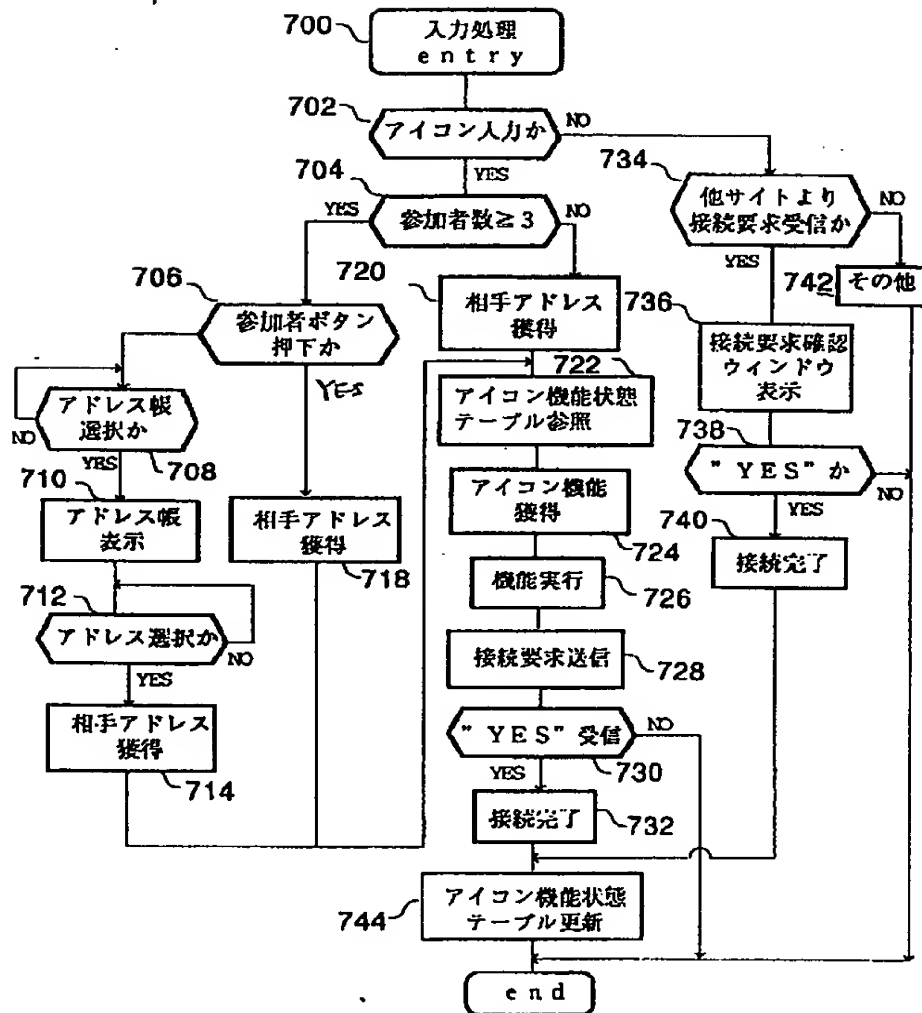 700
入力処理
entry
702
アイコン入力か
NO
YES
704
参加者数≧3
YES
NO
734
他サイトより
接続要求受信か
NO
YES
742
その他
706
参加者ボタン
押下か
YES
720
相手アドレス
獲得
736
接続要求確認
ウィンドウ
表示
722
アイコン機能状態
テーブル参照
アドレス帳
選択か
NO
YES
708
738
"YES"か
NO
YES
710
アドレス帳
表示
相手アドレス
獲得
718
アイコン機能
獲得
724
740
接続完了
機能実行
726
712
アドレス選択か
NO
YES
接続要求送信
728
相手アドレス
獲得
714
"YES"受信
NO
730
YES
接続完了
732
744
アイコン機能状態
テーブル更新
end